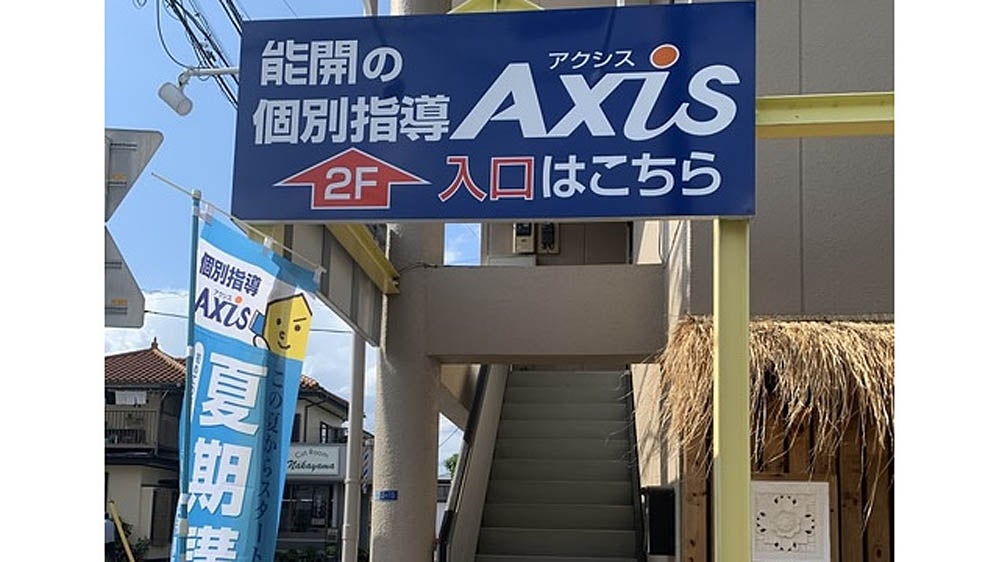 能開の
個別指導
アクシス
Axis
2F
入口はこちら
個別指導
アクシス
Axis
夏期講
この夏からスタート
Cut Room
Nakayama